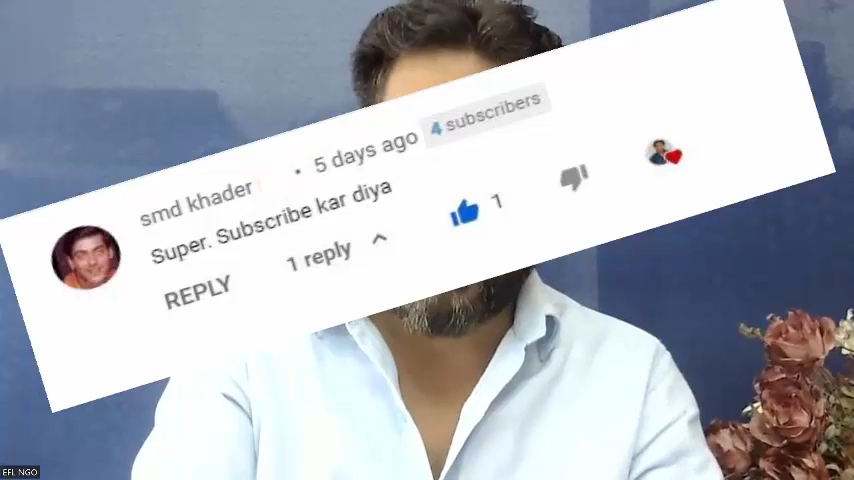 smd khader • 5 days ago 4 subscribers
Super. Subscribe kar diya
REPLY 1 reply 1
EFL NGO